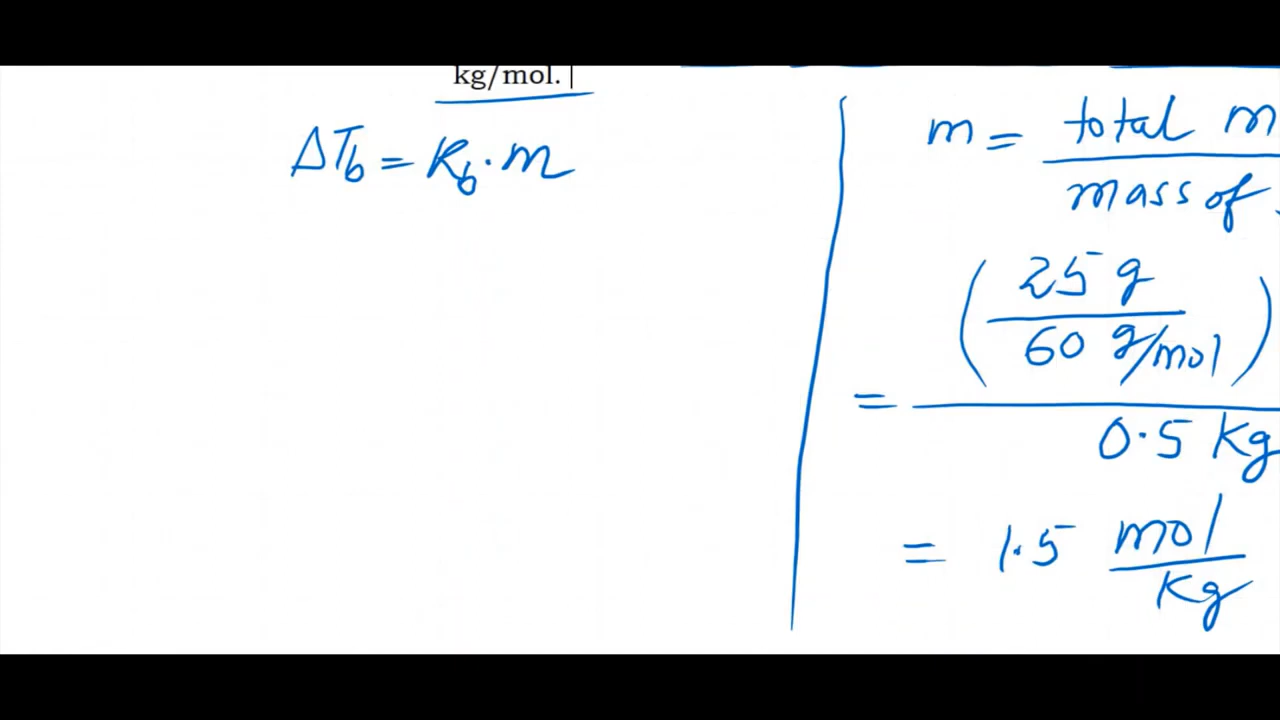 kg/mol.
ΔTb = Kb · m
m = total m
mass of
( 25 g
60 g/mol )
=
0.5 Kg
= 1.5 mol
Kg